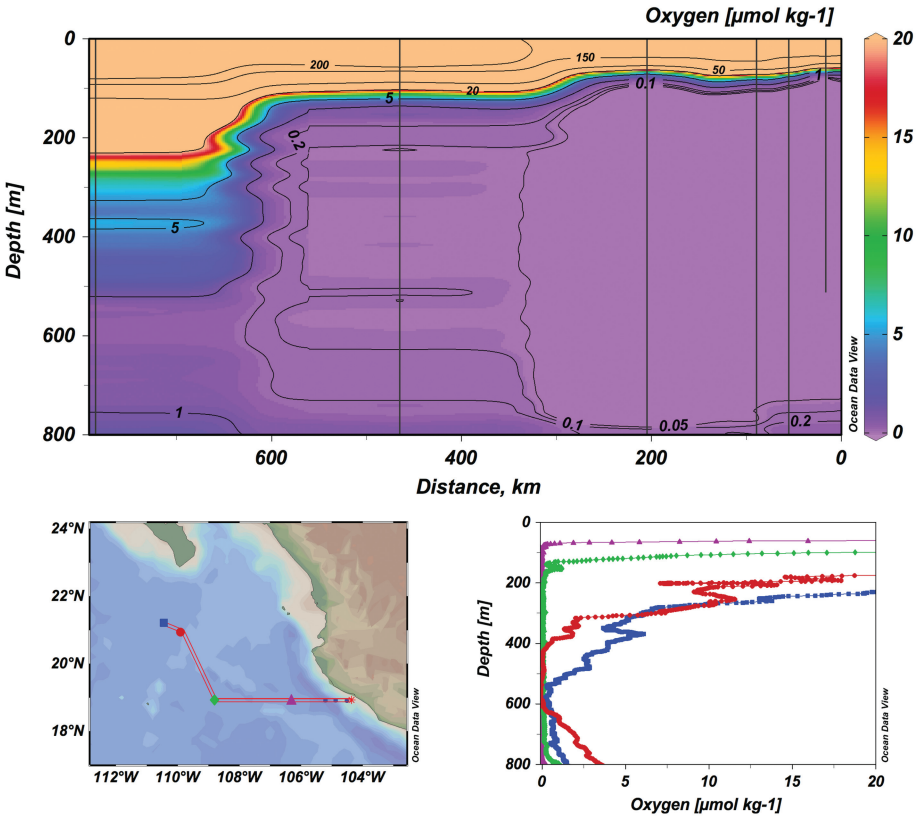 Oxygen [µmol kg-1]
0
200
400
600
800
Depth [m]
200
150
50
20
5
1
0.1
0.2
5
1
0.1
0.05
0.2
600
400
200
0
Distance, km
Ocean Data View
20
15
10
5
0
24°N
22°N
20°N
18°N
112°W
110°W
108°W
106°W
104°W
Ocean Data View
0
200
400
600
800
Depth [m]
0
5
10
15
20
Oxygen [µmol kg-1]
Ocean Data View